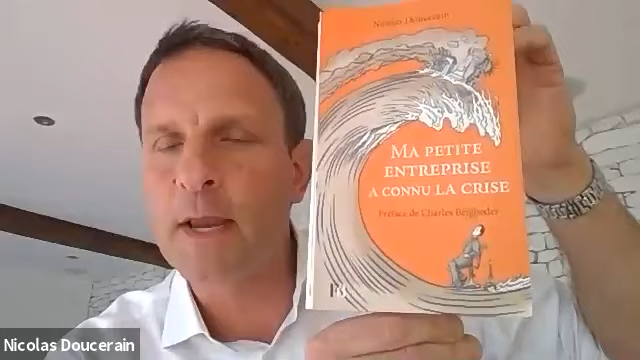 Nicolas Doucerain
MA PETITE
ENTREPRISE
A CONNU LA CRISE
Préface de Charles Beigbeder
Nicolas Doucerain